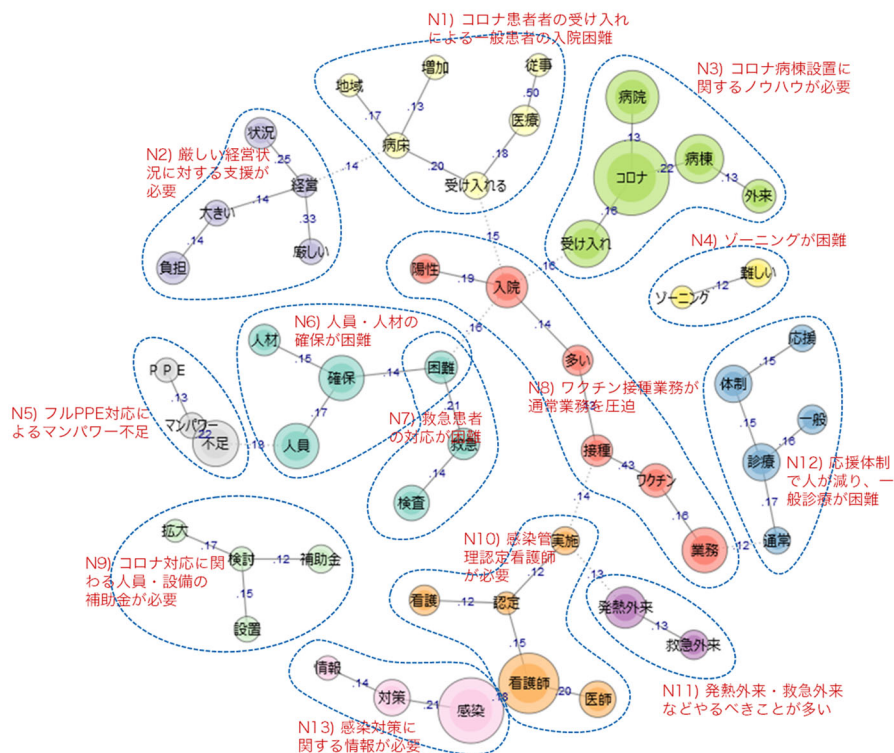 N1) コロナ患者者の受け入れ
による一般患者の入院困難
地域
増加
従事
.17
.13
.50
医療
病床
.18
.20
受け入れる
N2) 厳しい経営状
況に対する支援が
必要
状況
.25
.14
経営
大きい
.14
.33
.14
負担
厳しい
N3) コロナ病棟設置に
関するノウハウが必要
病院
.13
コロナ
.22
病棟
.13
外来
.16
受け入れ
.15
.16
N4) ゾーニングが困難
難しい
.12
ゾーニング
陽性
.19
入院
.14
.16
多い
N8) ワクチン接種業務が
通常業務を圧迫
接種
.43
ワクチン
.16
業務
.12
.14
N6) 人員・人材の
確保が困難
人材
.15
確保
.14
困難
.17
人員
.21
N7) 救急患者
の対応が困難
救急
.14
検査
P P E
.13
N5) フルPPE対応に
よるマンパワー不足
マンパワー
.22
不足
.13
応援
体制
.15
.15
一般
.16
診療
N12) 応援体制
で人が減り、一
般診療が困難
.17
通常
拡大
.17
検討
.12
補助金
N9) コロナ対応に関
わる人員・設備の
補助金が必要
.15
設置
N10) 感染管
理認定看護師
が必要
実施
.12
.13
看護
.12
認定
.15
看護師
.20
医師
発熱外来
.13
救急外来
N11) 発熱外来・救急外来
などやるべきことが多い
情報
.14
対策
.21
感染
.18
N13) 感染対策に
関する情報が必要